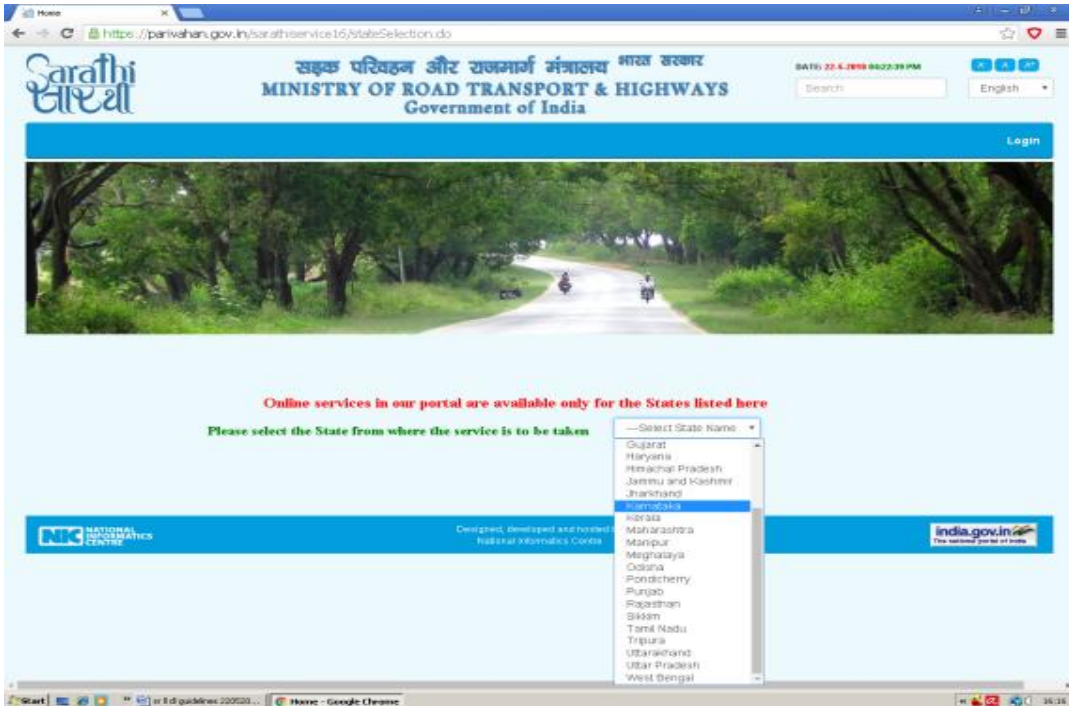 Home
https://parivahan.gov.in/sarathiservice16/stateSelection.do
Sarathi
सारथी
सड़क परिवहन और राजमार्ग मंत्रालय भारत सरकार
MINISTRY OF ROAD TRANSPORT & HIGHWAYS
Government of India
DATE:
Search
English
Login
Online services in our portal are available only for the States listed here
Please select the State from where the service is to be taken
---Select State Name
Gujarat
Haryana
Himachal Pradesh
Jammu and Kashmir
Jharkhand
Karnataka
Kerala
Maharashtra
Manipur
Meghalaya
Odisha
Pondicherry
Punjab
Rajasthan
Sikkim
Tamil Nadu
Tripura
Uttarakhand
Uttar Pradesh
West Bengal
NIC NATIONAL
INFORMATICS
CENTRE
Designed, developed and hosted
National Informatics Centre
india.gov.in
The national portal of India
Start
Home - Google Chrome
16:16